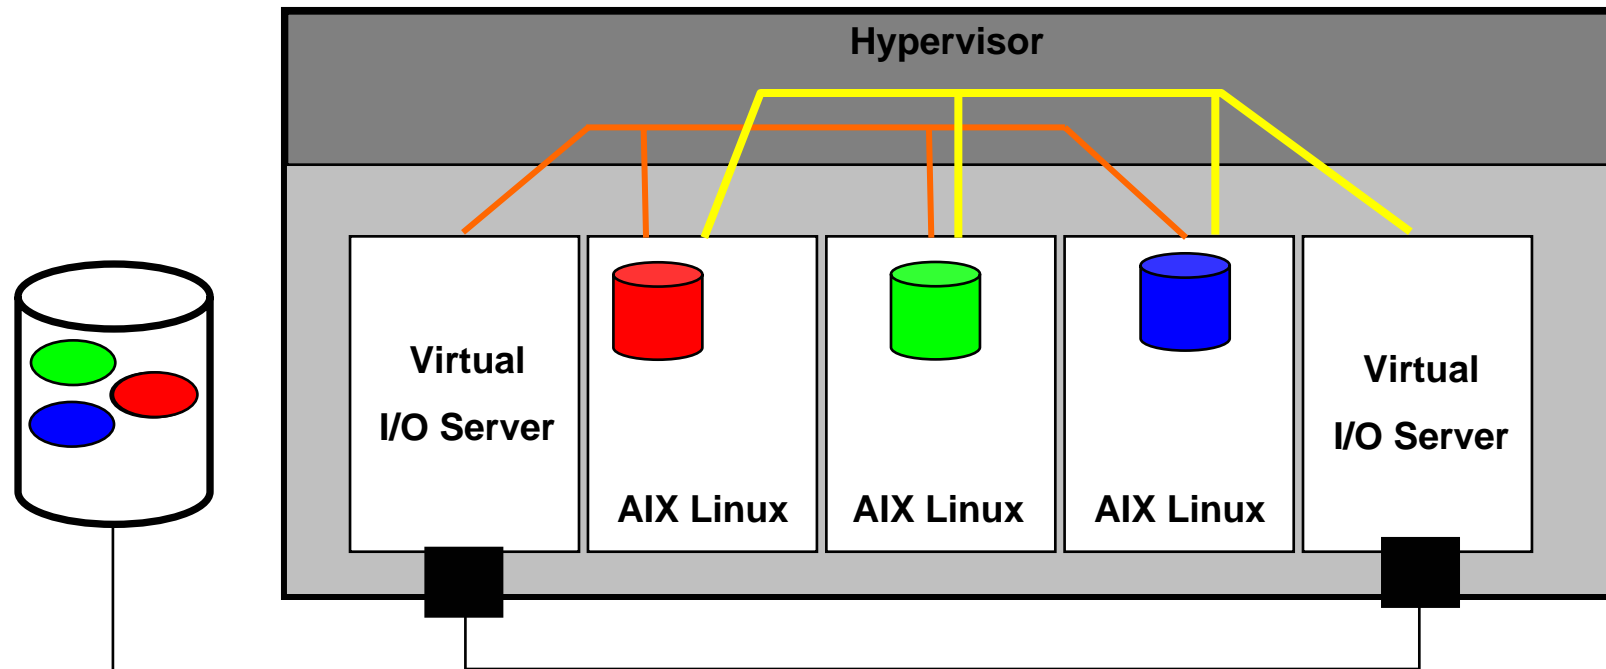 Hypervisor
Virtual
I/O Server
AIX Linux
AIX Linux
AIX Linux
Virtual
I/O Server